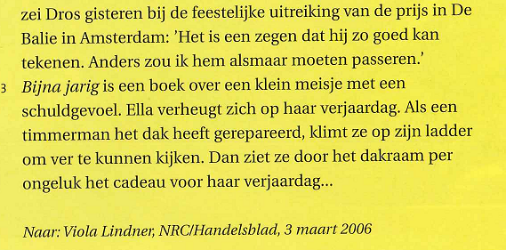 zei Dros gisteren bij de feestelijke uitreiking van de prijs in De
Balie in Amsterdam: ’Het is een zegen dat hij zo goed kan
tekenen. Anders zou ik hem alsmaar moeten passeren.’
3 Bijna jarig is een boek over een klein meisje met een
schuldgevoel. Ella verheugt zich op haar verjaardag. Als een
timmerman het dak heeft gerepareerd, klimt ze op zijn ladder
om ver te kunnen kijken. Dan ziet ze door het dakraam per
ongeluk het cadeau voor haar verjaardag...
Naar: Viola Lindner, NRC/Handelsblad, 3 maart 2006